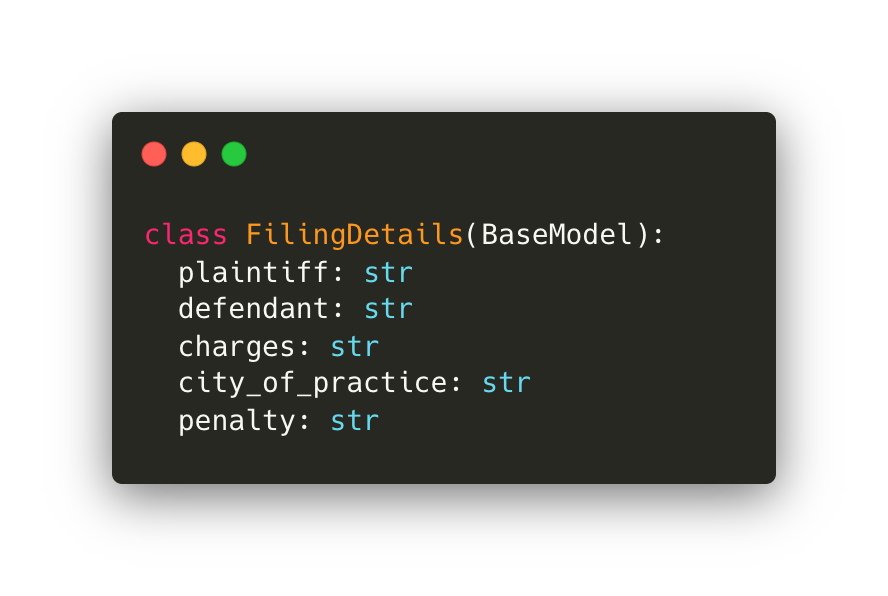 class FilingDetails(BaseModel):
  plaintiff: str
  defendant: str
  charges: str
  city_of_practice: str
  penalty: str